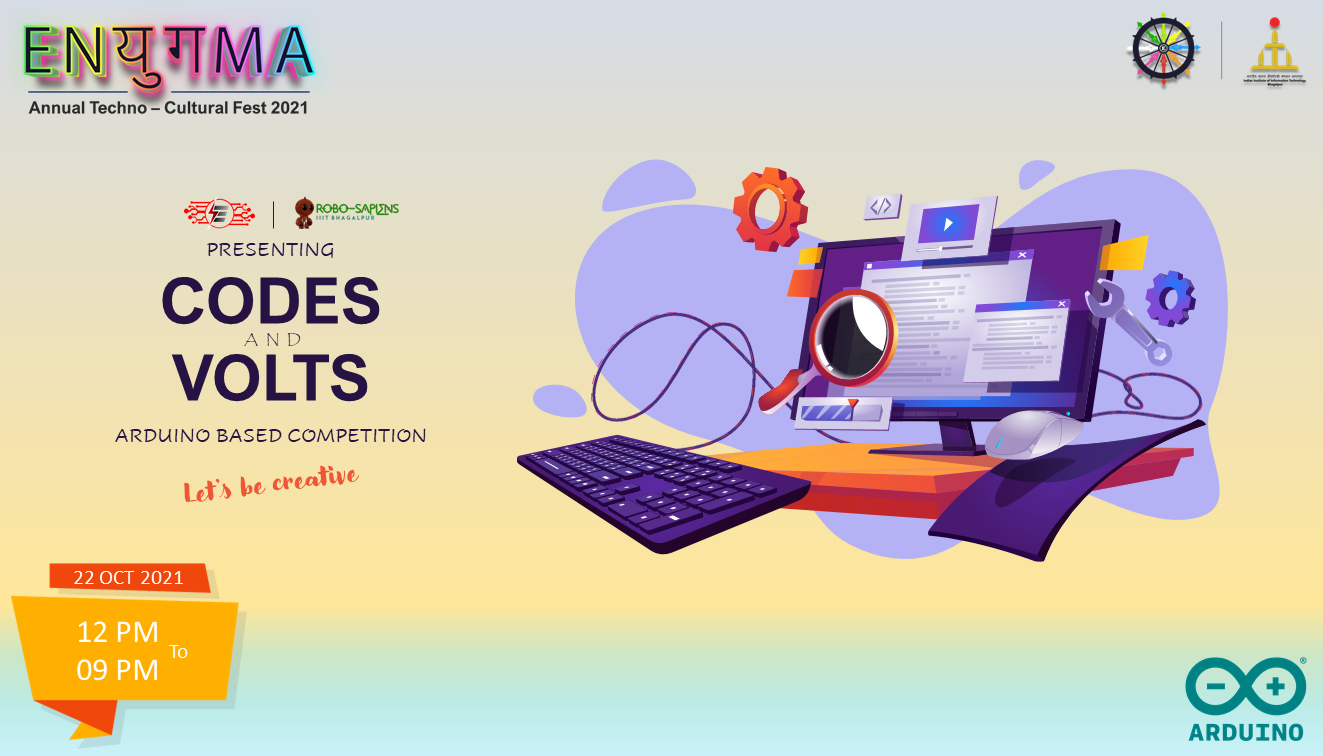 ENयुगMA
Annual Techno – Cultural Fest 2021
Indian Institute of Information Technology
Bhagalpur
ROBO-SAPIENS
IIIT BHAGALPUR
PRESENTING
CODES
AND
VOLTS
ARDUINO BASED COMPETITION
Let's be creative
22 OCT 2021
12 PM
To
09 PM
ARDUINO